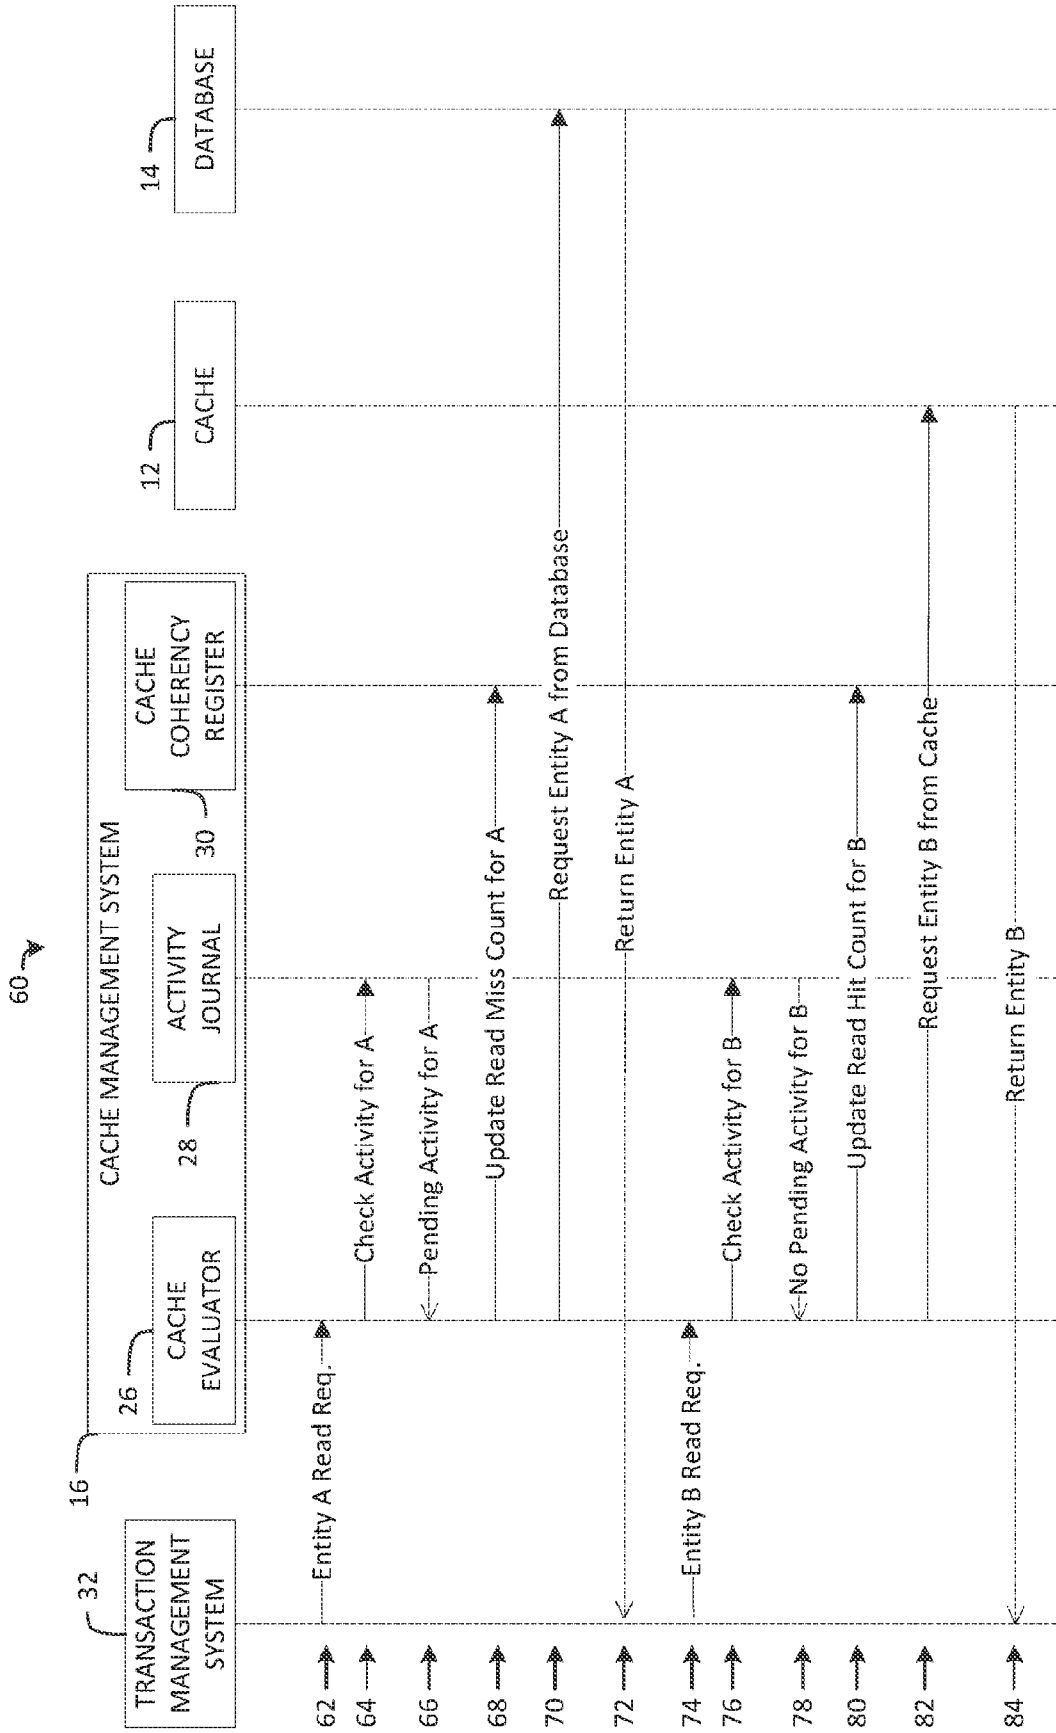 60
32
TRANSACTION
MANAGEMENT
SYSTEM
16
CACHE MANAGEMENT SYSTEM
26
CACHE
EVALUATOR
28
ACTIVITY
JOURNAL
30
CACHE
COHERENCY
REGISTER
12
CACHE
14
DATABASE
62
Entity A Read Req.
64
Check Activity for A
66
Pending Activity for A
68
Update Read Miss Count for A
70
Request Entity A from Database
72
Return Entity A
74
Entity B Read Req.
76
Check Activity for B
78
No Pending Activity for B
80
Update Read Hit Count for B
82
Request Entity B from Cache
84
Return Entity B